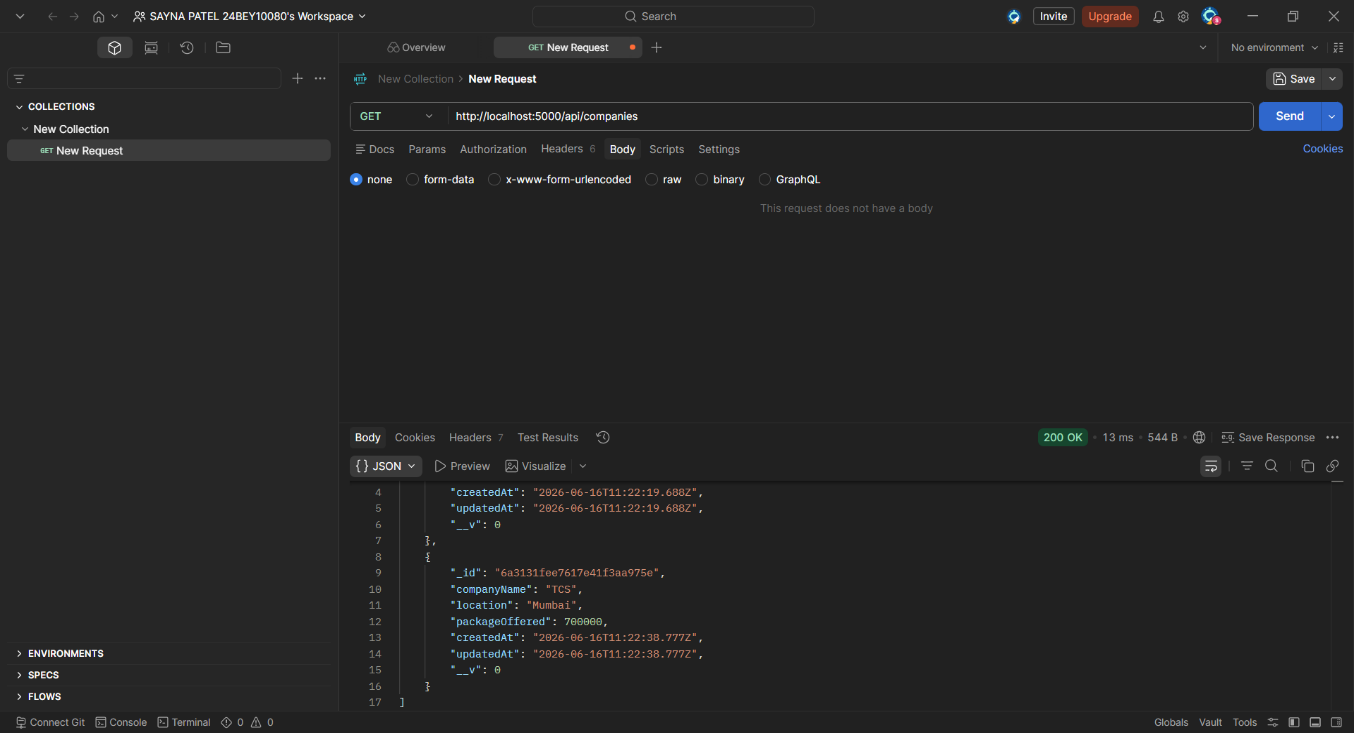 SAYNA PATEL 24BEY10080's Workspace
Search
Invite
Upgrade
Overview
GET New Request
No environment
New Collection > New Request
Save
COLLECTIONS
New Collection
GET New Request
GET
http://localhost:5000/api/companies
Send
Docs Params Authorization Headers 6 Body Scripts Settings
Cookies
none form-data x-www-form-urlencoded raw binary GraphQL
This request does not have a body
Body Cookies Headers 7 Test Results
200 OK • 13 ms • 544 B
e.g. Save Response
{} JSON Preview Visualize
4 "createdAt": "2026-06-16T11:22:19.688Z",
5 "updatedAt": "2026-06-16T11:22:19.688Z",
6 "__v": 0
7 },
8 {
9 "_id": "6a3131fee7617e41f3aa975e",
10 "companyName": "TCS",
11 "location": "Mumbai",
12 "packageOffered": 700000,
13 "createdAt": "2026-06-16T11:22:38.777Z",
14 "updatedAt": "2026-06-16T11:22:38.777Z",
15 "__v": 0
16 }
17 ]
ENVIRONMENTS
SPECS
FLOWS
Connect Git Console Terminal 0 0
Globals Vault Tools